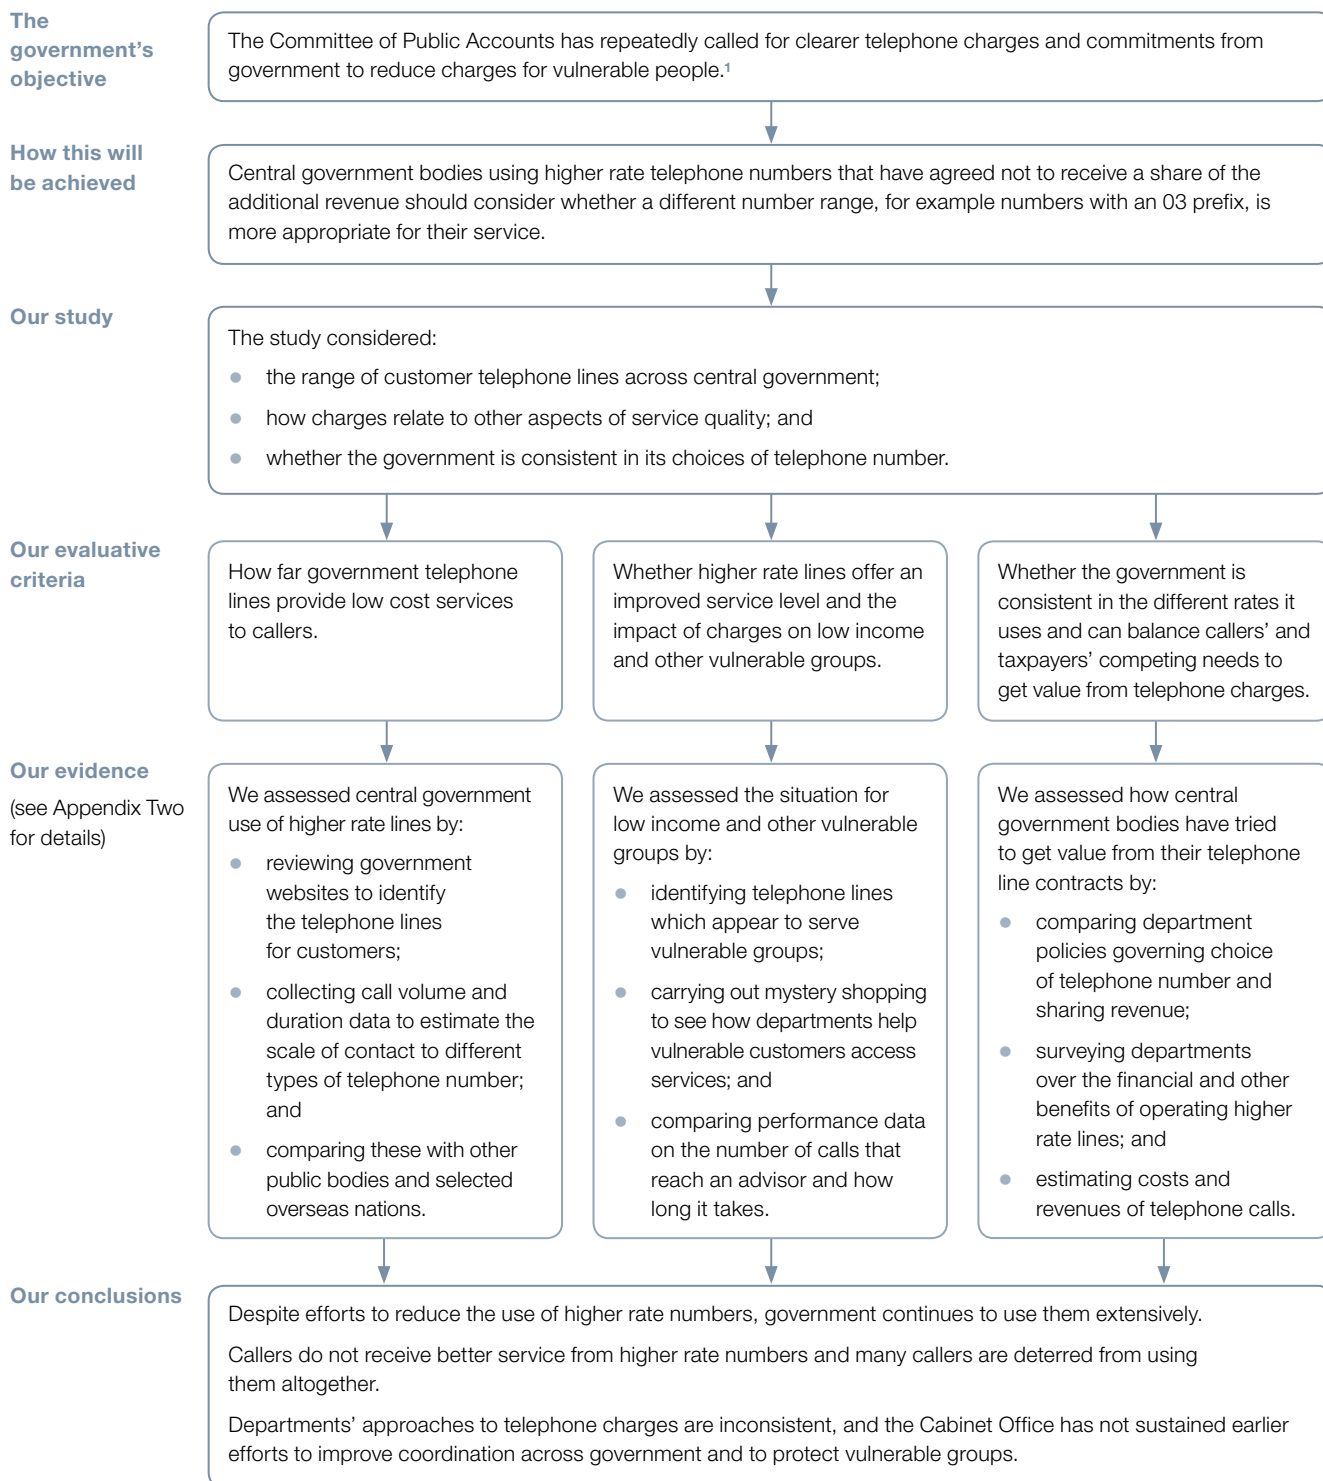 The
government's
objective
The Committee of Public Accounts has repeatedly called for clearer telephone charges and commitments from
government to reduce charges for vulnerable people.¹
How this will
be achieved
Central government bodies using higher rate telephone numbers that have agreed not to receive a share of the
additional revenue should consider whether a different number range, for example numbers with an 03 prefix, is
more appropriate for their service.
Our study
The study considered:
● the range of customer telephone lines across central government;
● how charges relate to other aspects of service quality; and
● whether the government is consistent in its choices of telephone number.
Our evaluative
criteria
How far government telephone
lines provide low cost services
to callers.
Whether higher rate lines offer an
improved service level and the
impact of charges on low income
and other vulnerable groups.
Whether the government is
consistent in the different rates it
uses and can balance callers' and
taxpayers' competing needs to
get value from telephone charges.
Our evidence
(see Appendix Two
for details)
We assessed central government
use of higher rate lines by:
● reviewing government
websites to identify
the telephone lines
for customers;
● collecting call volume and
duration data to estimate the
scale of contact to different
types of telephone number;
and
● comparing these with other
public bodies and selected
overseas nations.
We assessed the situation for
low income and other vulnerable
groups by:
● identifying telephone lines
which appear to serve
vulnerable groups;
● carrying out mystery shopping
to see how departments help
vulnerable customers access
services; and
● comparing performance data
on the number of calls that
reach an advisor and how
long it takes.
We assessed how central
government bodies have tried
to get value from their telephone
line contracts by:
● comparing department
policies governing choice
of telephone number and
sharing revenue;
● surveying departments
over the financial and other
benefits of operating higher
rate lines; and
● estimating costs and
revenues of telephone calls.
Our conclusions
Despite efforts to reduce the use of higher rate numbers, government continues to use them extensively.
Callers do not receive better service from higher rate numbers and many callers are deterred from using
them altogether.
Departments' approaches to telephone charges are inconsistent, and the Cabinet Office has not sustained earlier
efforts to improve coordination across government and to protect vulnerable groups.